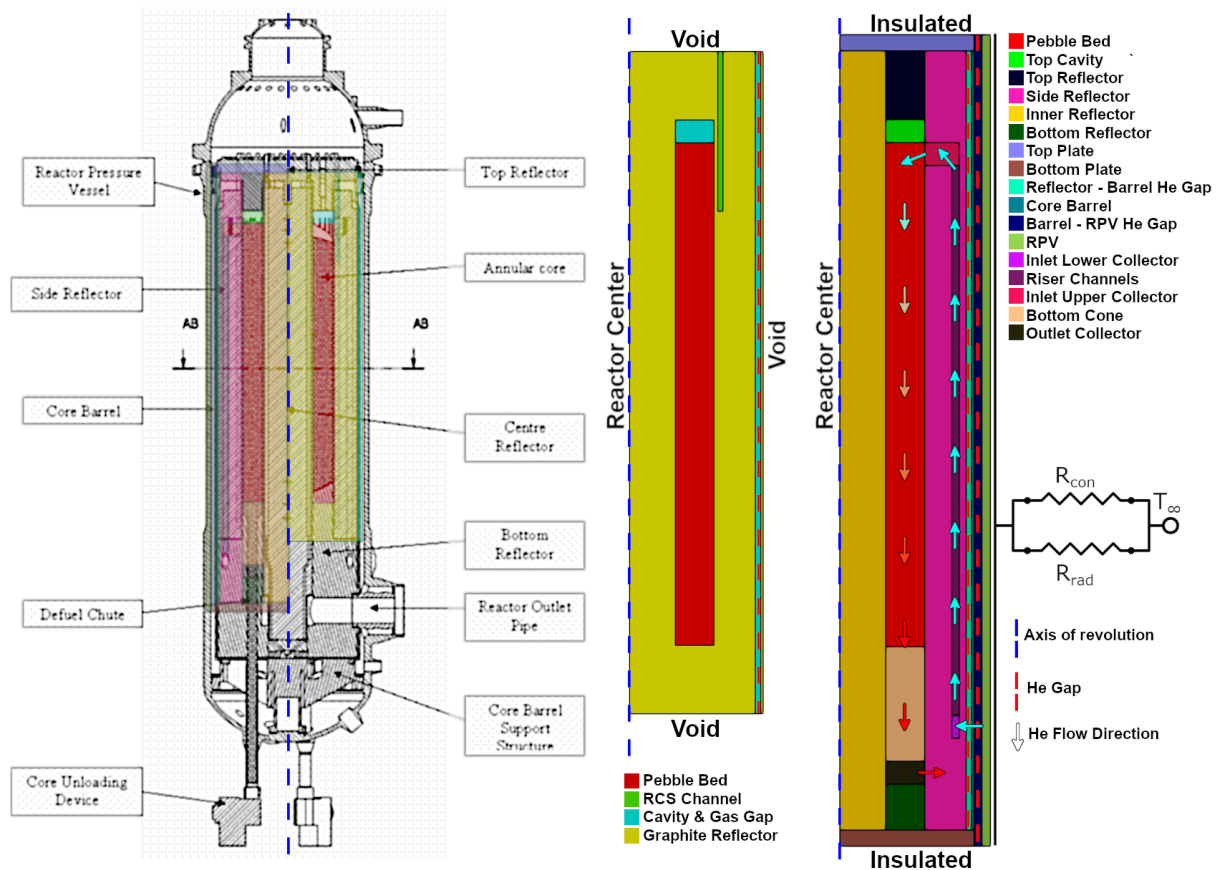 Reactor Pressure
Vessel
Side Reflector
AB
Core Barrel
Defuel Chute
Core Unloading
Device
Top Reflector
Annular core
AB
Centre
Reflector
Bottom
Reflector
Reactor Outlet
Pipe
Core Barrel
Support
Structure
Void
Reactor Center
Void
Void
Pebble Bed
RCS Channel
Cavity & Gas Gap
Graphite Reflector
Insulated
Reactor Center
Insulated
Pebble Bed
Top Cavity `
Top Reflector
Side Reflector
Inner Reflector
Bottom Reflector
Top Plate
Bottom Plate
Reflector - Barrel He Gap
Core Barrel
Barrel - RPV He Gap
RPV
Inlet Lower Collector
Riser Channels
Inlet Upper Collector
Bottom Cone
Outlet Collector
Rcon
T∞
Rrad
Axis of revolution
He Gap
He Flow Direction